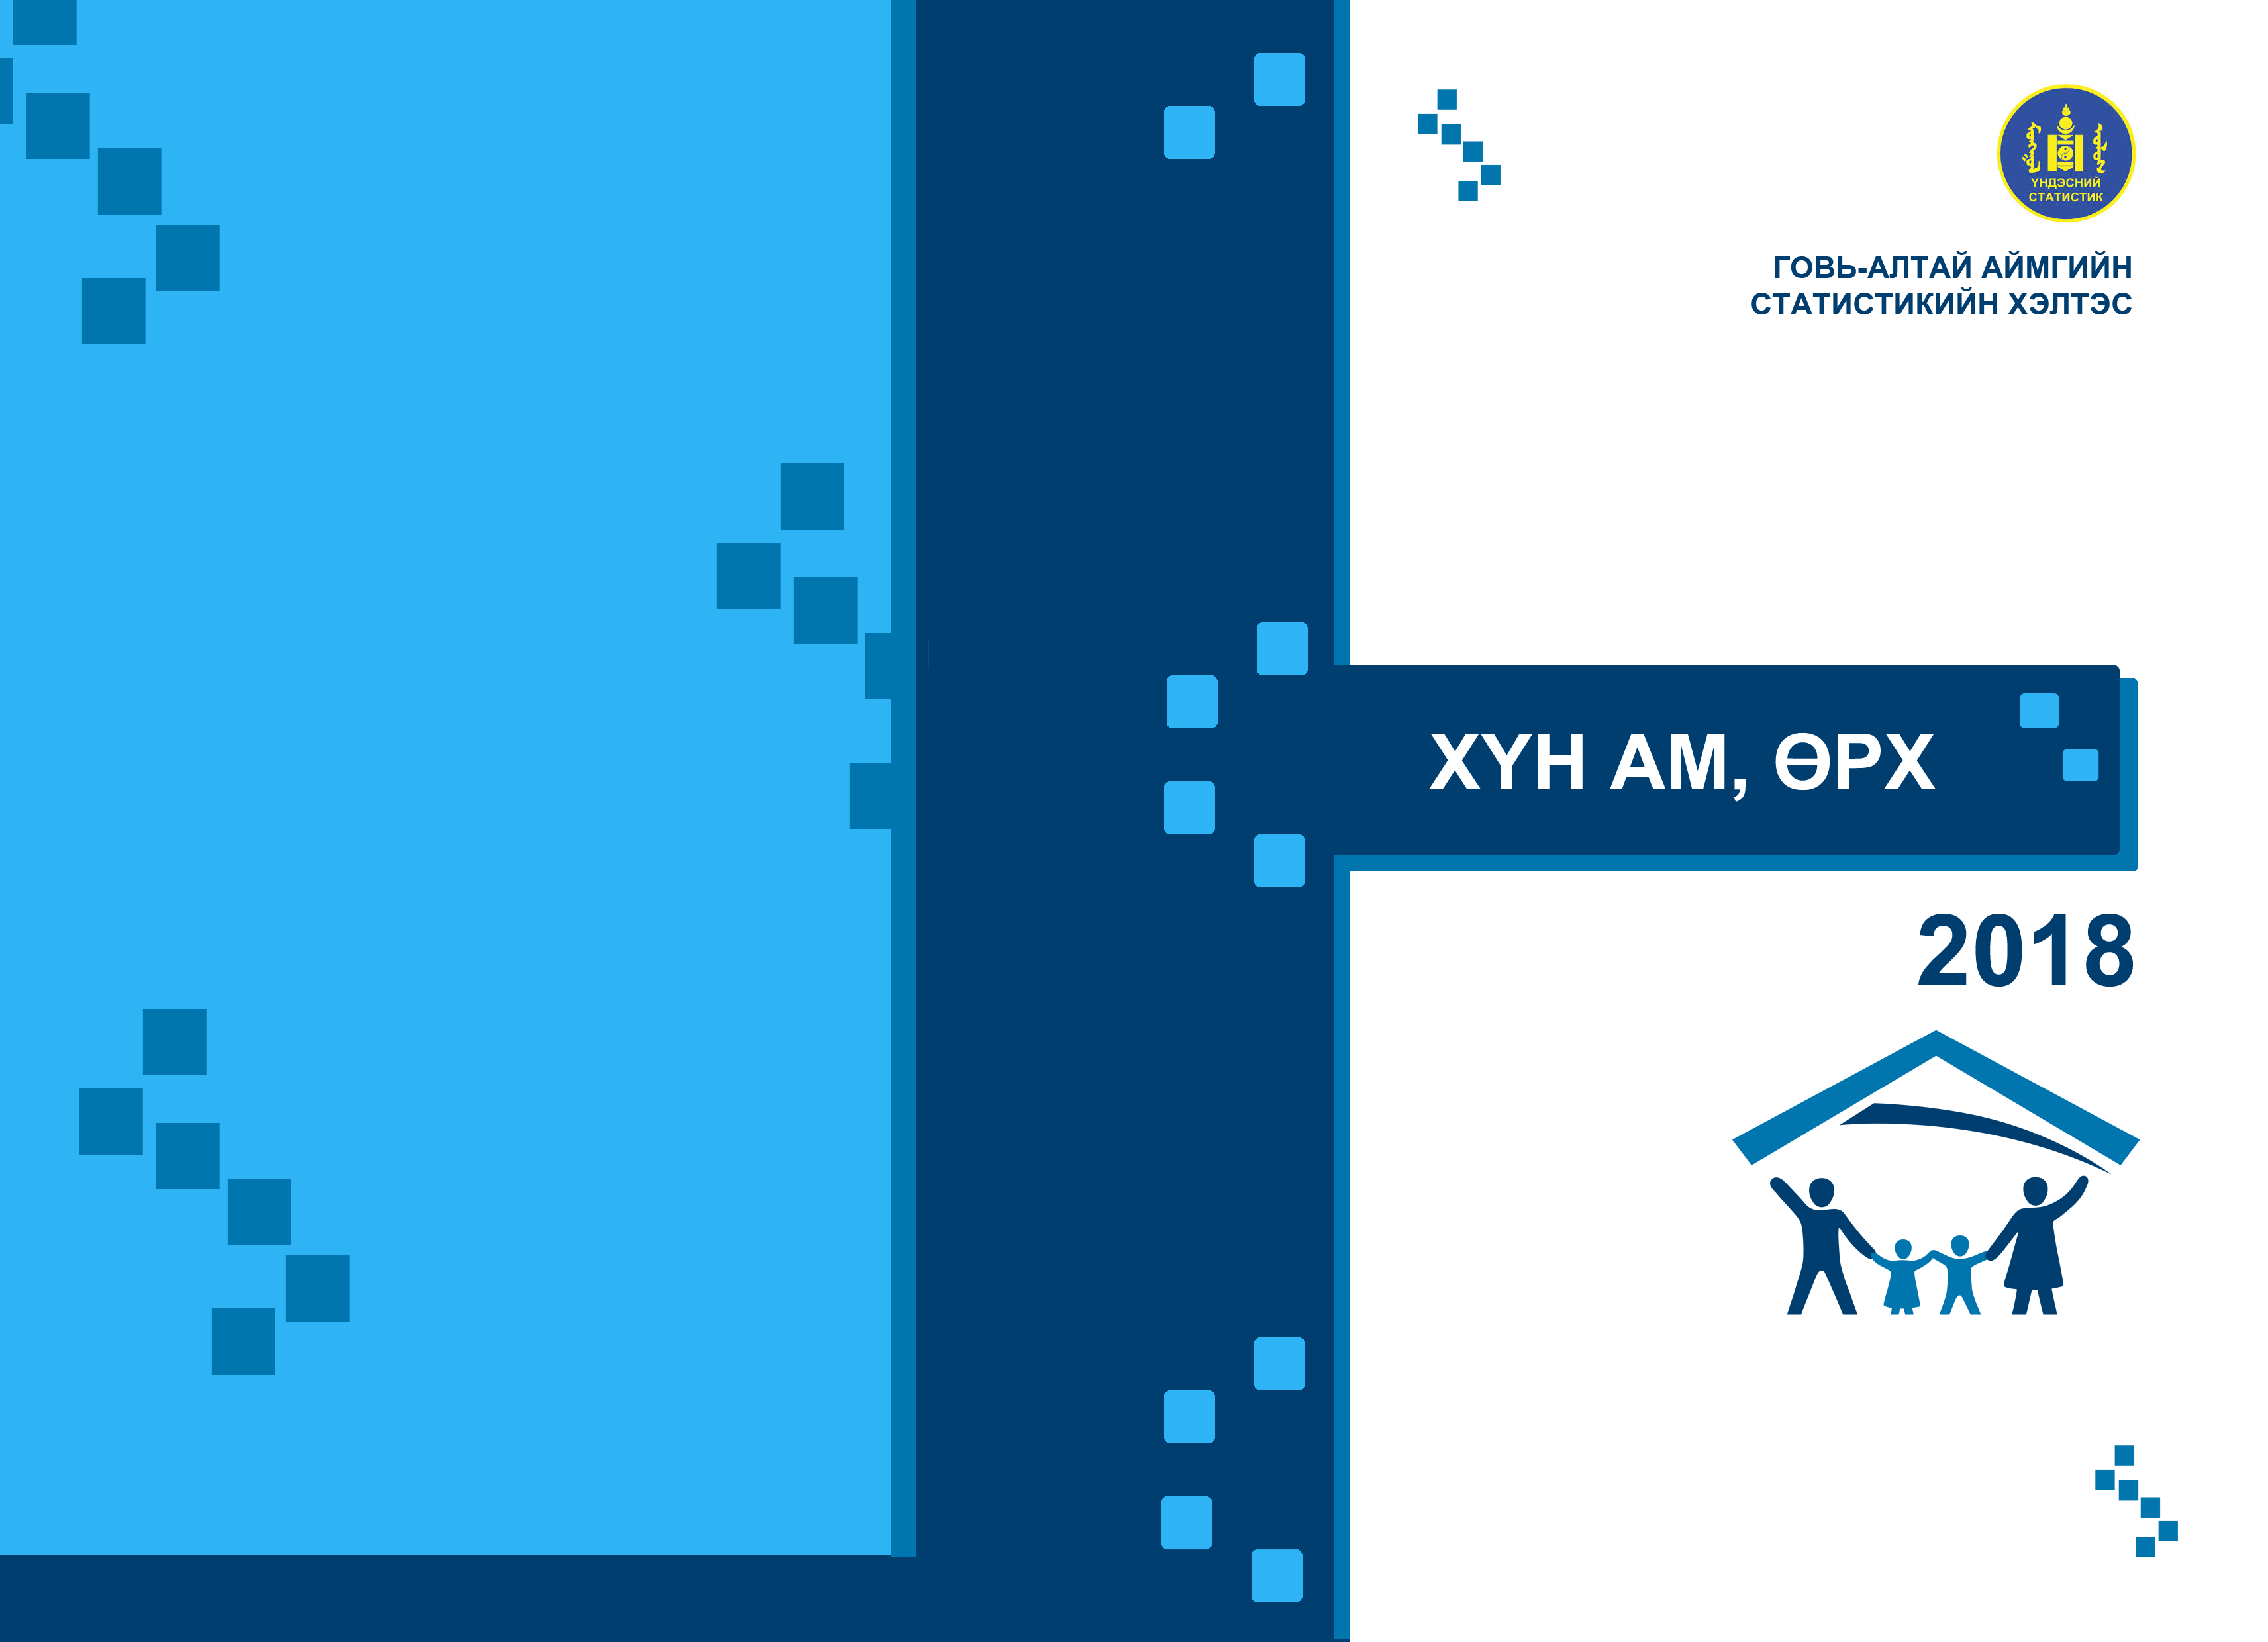 ҮНДЭСНИЙ
СТАТИСТИК
ГОВЬ-АЛТАЙ АЙМГИЙН
СТАТИСТИКИЙН ХЭЛТЭС
ХҮН АМ, ӨРХ
2018